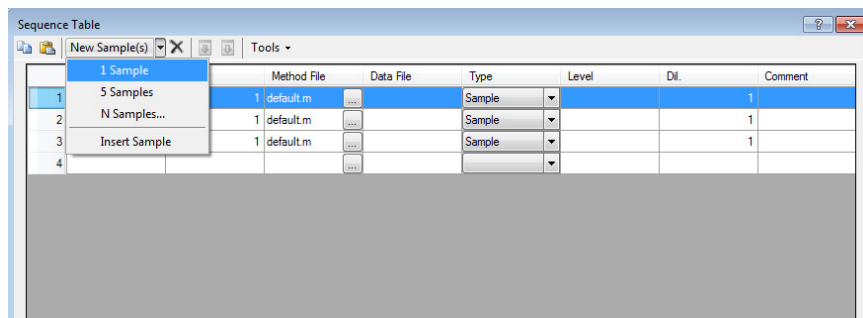 Sequence Table
New Sample(s) Tools
1 Sample
5 Samples
N Samples...
Insert Sample
Method File Data File Type Level Dil. Comment
1 1 default.m ... Sample 1
2 1 default.m ... Sample 1
3 1 default.m ... Sample 1
4 ...